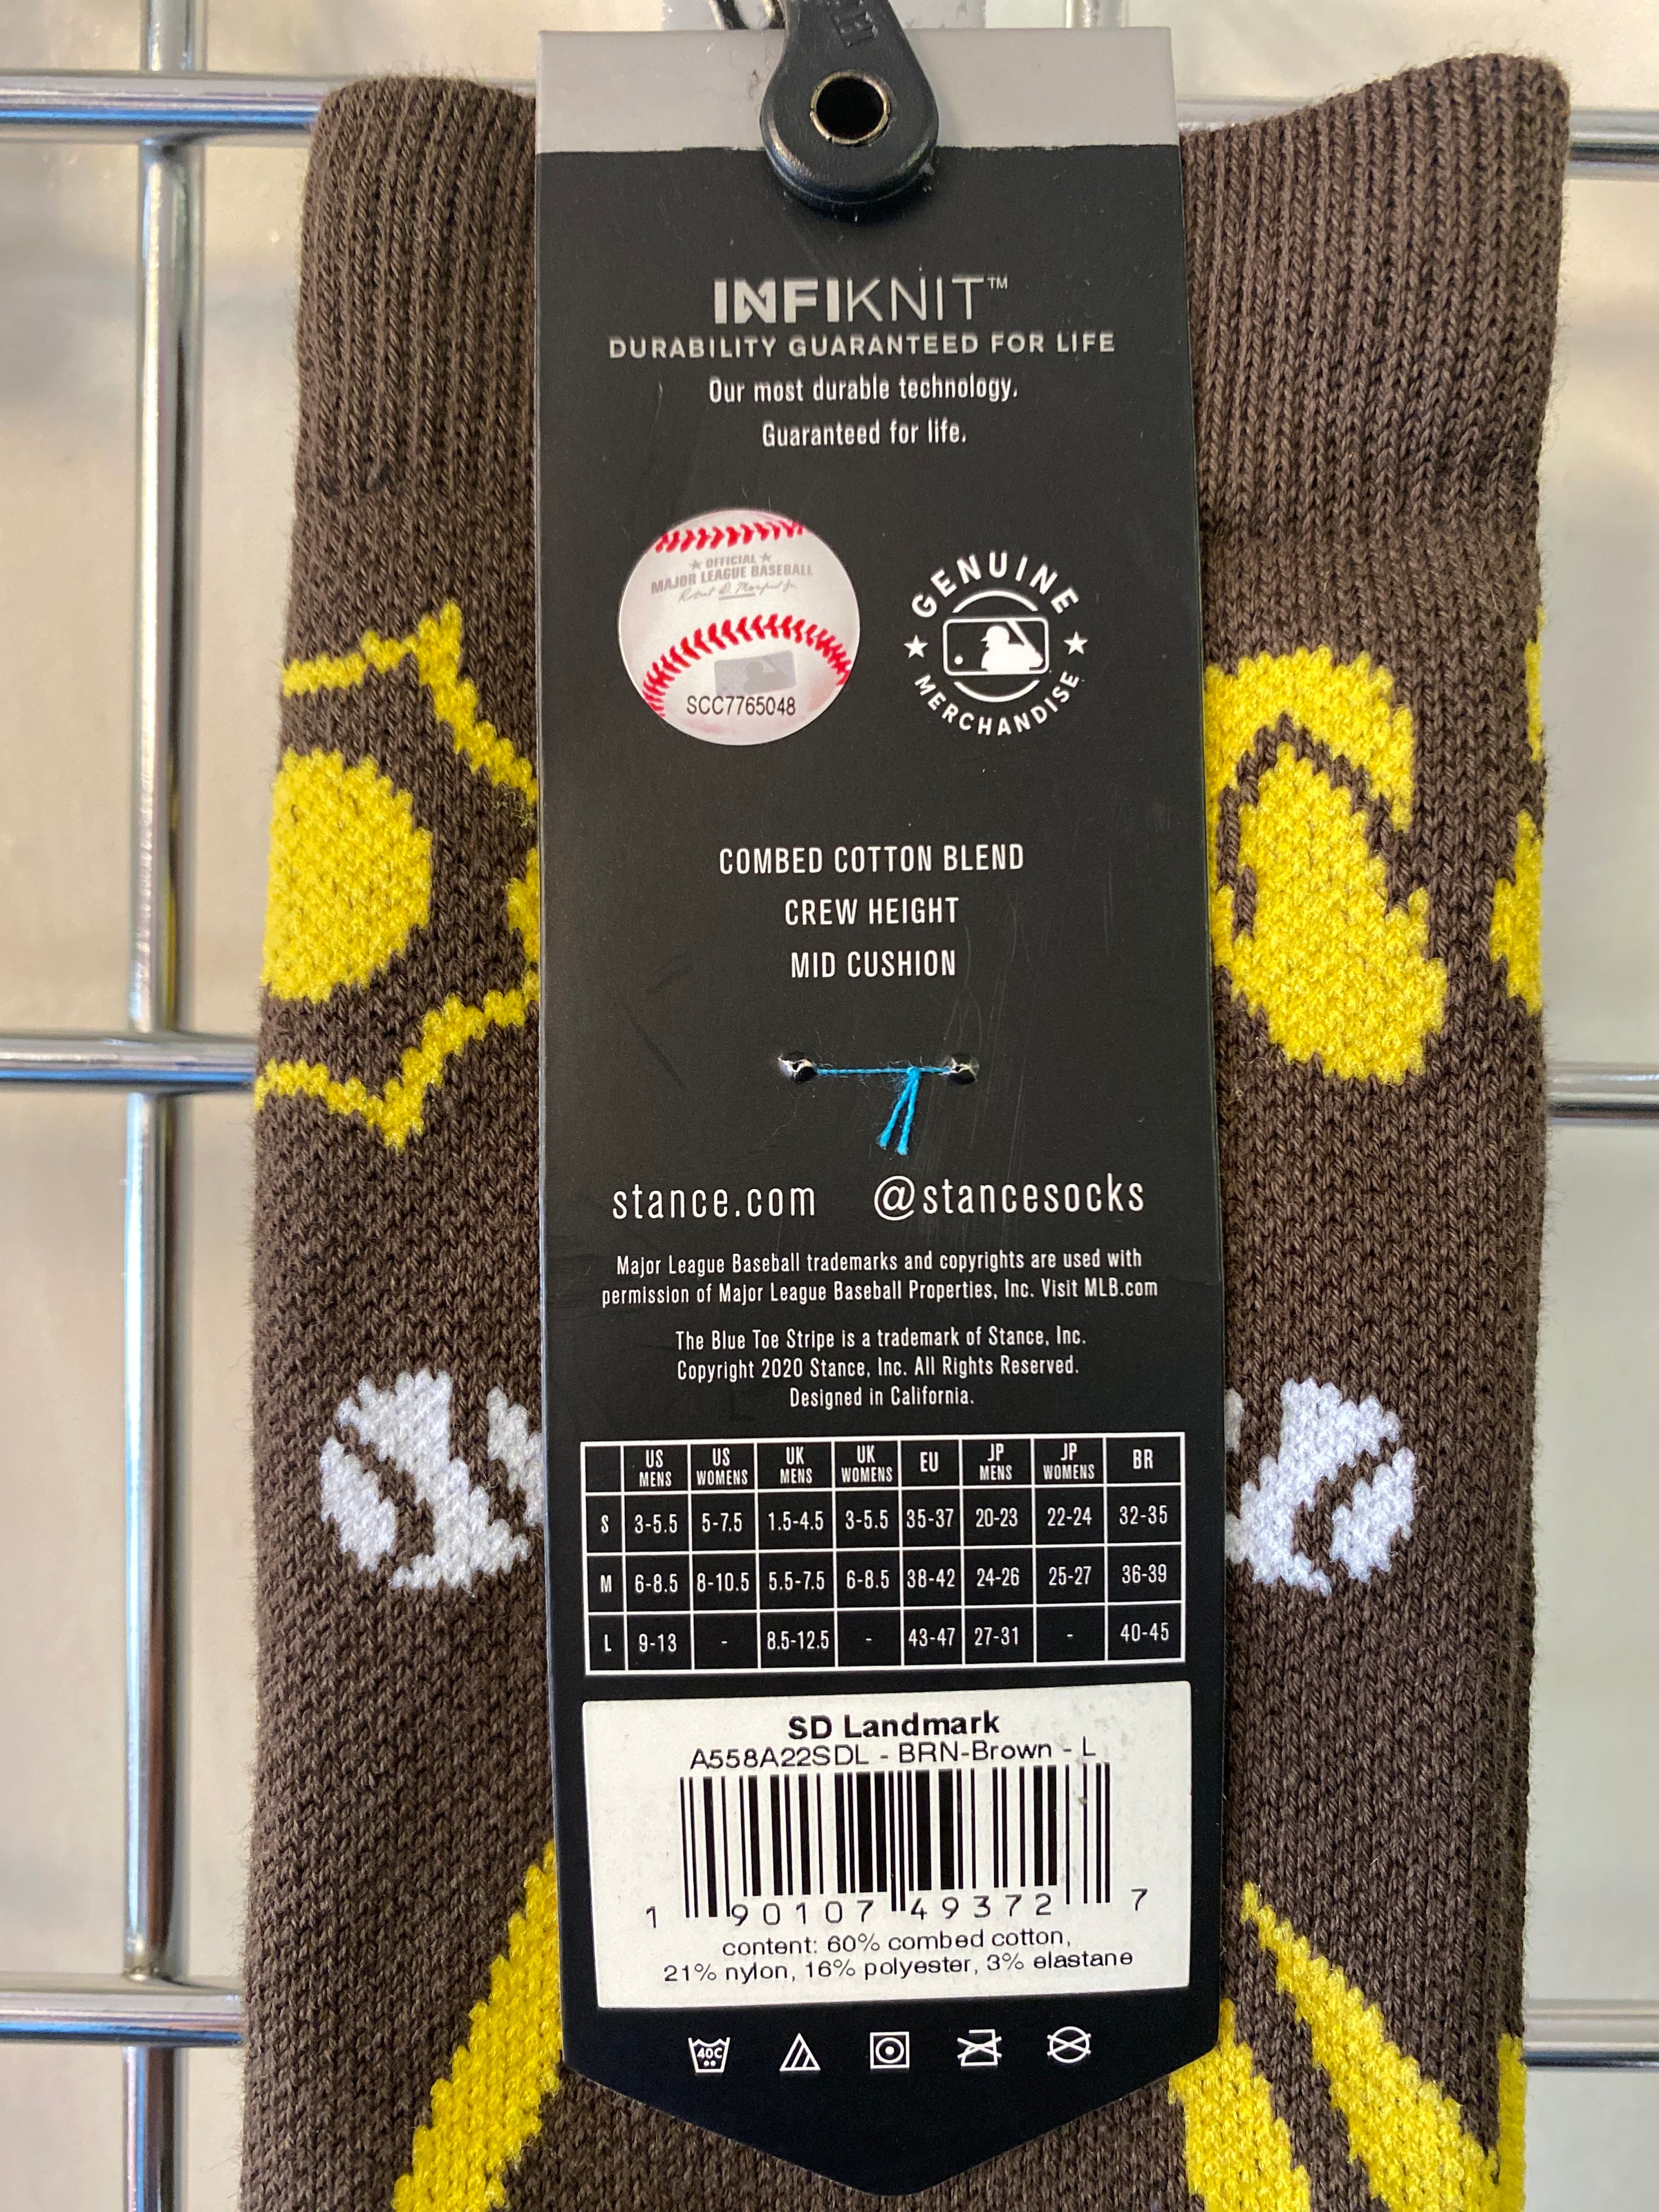 INFIKNIT™
DURABILITY GUARANTEED FOR LIFE
Our most durable technology.
Guaranteed for life.
OFFICIAL
MAJOR LEAGUE BASEBALL
SCC7765048
GENUINE
MERCHANDISE
COMBED COTTON BLEND
CREW HEIGHT
MID CUSHION
stance.com @stancesocks
Major League Baseball trademarks and copyrights are used with
permission of Major League Baseball Properties, Inc. Visit MLB.com
The Blue Toe Stripe is a trademark of Stance, Inc.
Copyright 2020 Stance, Inc. All Rights Reserved.
Designed in California.
US MENS US WOMENS UK MENS UK WOMENS EU JP MENS JP WOMENS BR
S 3-5.5 5-7.5 1.5-4.5 3-5.5 35-37 20-23 22-24 32-35
M 6-8.5 8-10.5 5.5-7.5 6-8.5 38-42 24-26 25-27 36-39
L 9-13 - 8.5-12.5 - 43-47 27-31 - 40-45
SD Landmark
A558A22SDL - BRN-Brown - L
1 90107 49372 7
content: 60% combed cotton,
21% nylon, 16% polyester, 3% elastane
40C